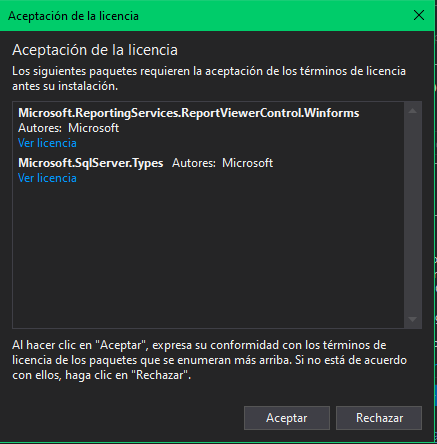 Aceptación de la licencia
Aceptación de la licencia
Los siguientes paquetes requieren la aceptación de los términos de licencia
antes su instalación.
Microsoft.ReportingServices.ReportViewerControl.Winforms
Autores: Microsoft
Ver licencia
Microsoft.SqlServer.Types Autores: Microsoft
Ver licencia
Al hacer clic en "Aceptar", expresa su conformidad con los términos de
licencia de los paquetes que se enumeran más arriba. Si no está de acuerdo
con ellos, haga clic en "Rechazar".
Aceptar Rechazar